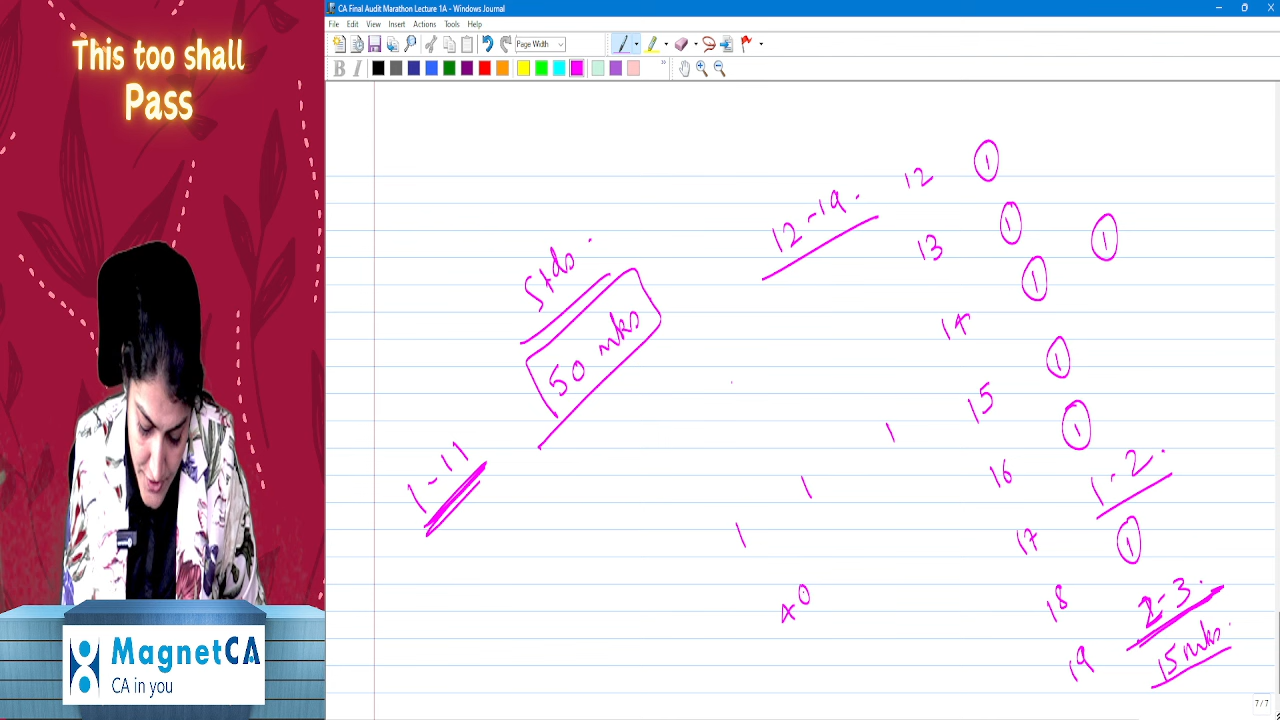 This too shall
Pass
MagnetCA
CA in you
CA Final Audit Marathon Lecture 1A - Windows Journal
File Edit View Insert Actions Tools Help
Page Width
B I
1-11
Stds.
50 mks
12-19.
12 1
13 1 1
1
14
15 1
1
16
1-2.
17 1
18
2-3.
19
15 mks.
1
1
1
40
7/7